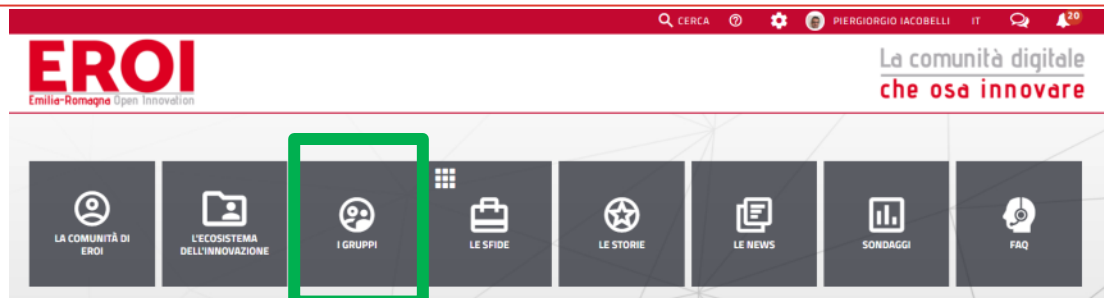 CERCA
PIERGIORGIO IACOBELLI
IT
20
EROI
Emilia-Romagna Open Innovation
La comunità digitale
che osa innovare
LA COMUNITÀ DI
EROI
L'ECOSISTEMA
DELL'INNOVAZIONE
I GRUPPI
LE SFIDE
LE STORIE
LE NEWS
SONDAGGI
FAQ